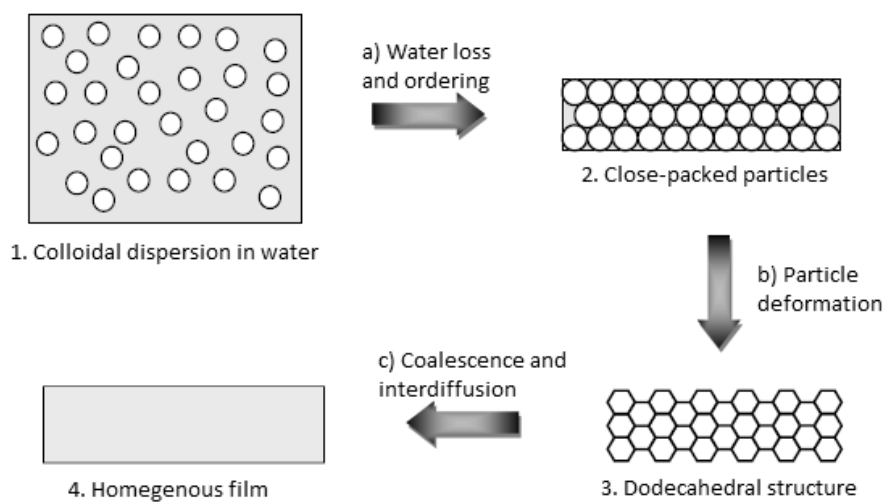 a) Water loss
and ordering
1. Colloidal dispersion in water
2. Close-packed particles
b) Particle
deformation
c) Coalescence and
interdiffusion
3. Dodecahedral structure
4. Homegenous film